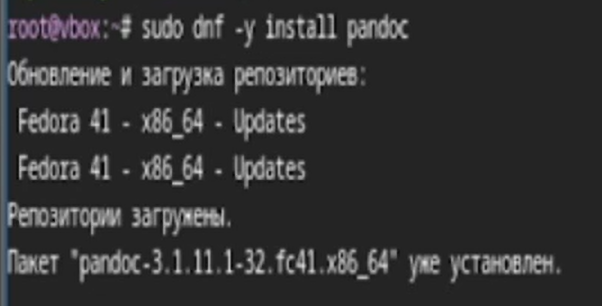 root@vbox:~# sudo dnf -y install pandoc
Обновление и загрузка репозиториев:
Fedora 41 - x86_64 - Updates
Fedora 41 - x86_64 - Updates
Репозитории загружены.
Пакет "pandoc-3.1.11.1-32.fc41.x86_64" уже установлен.